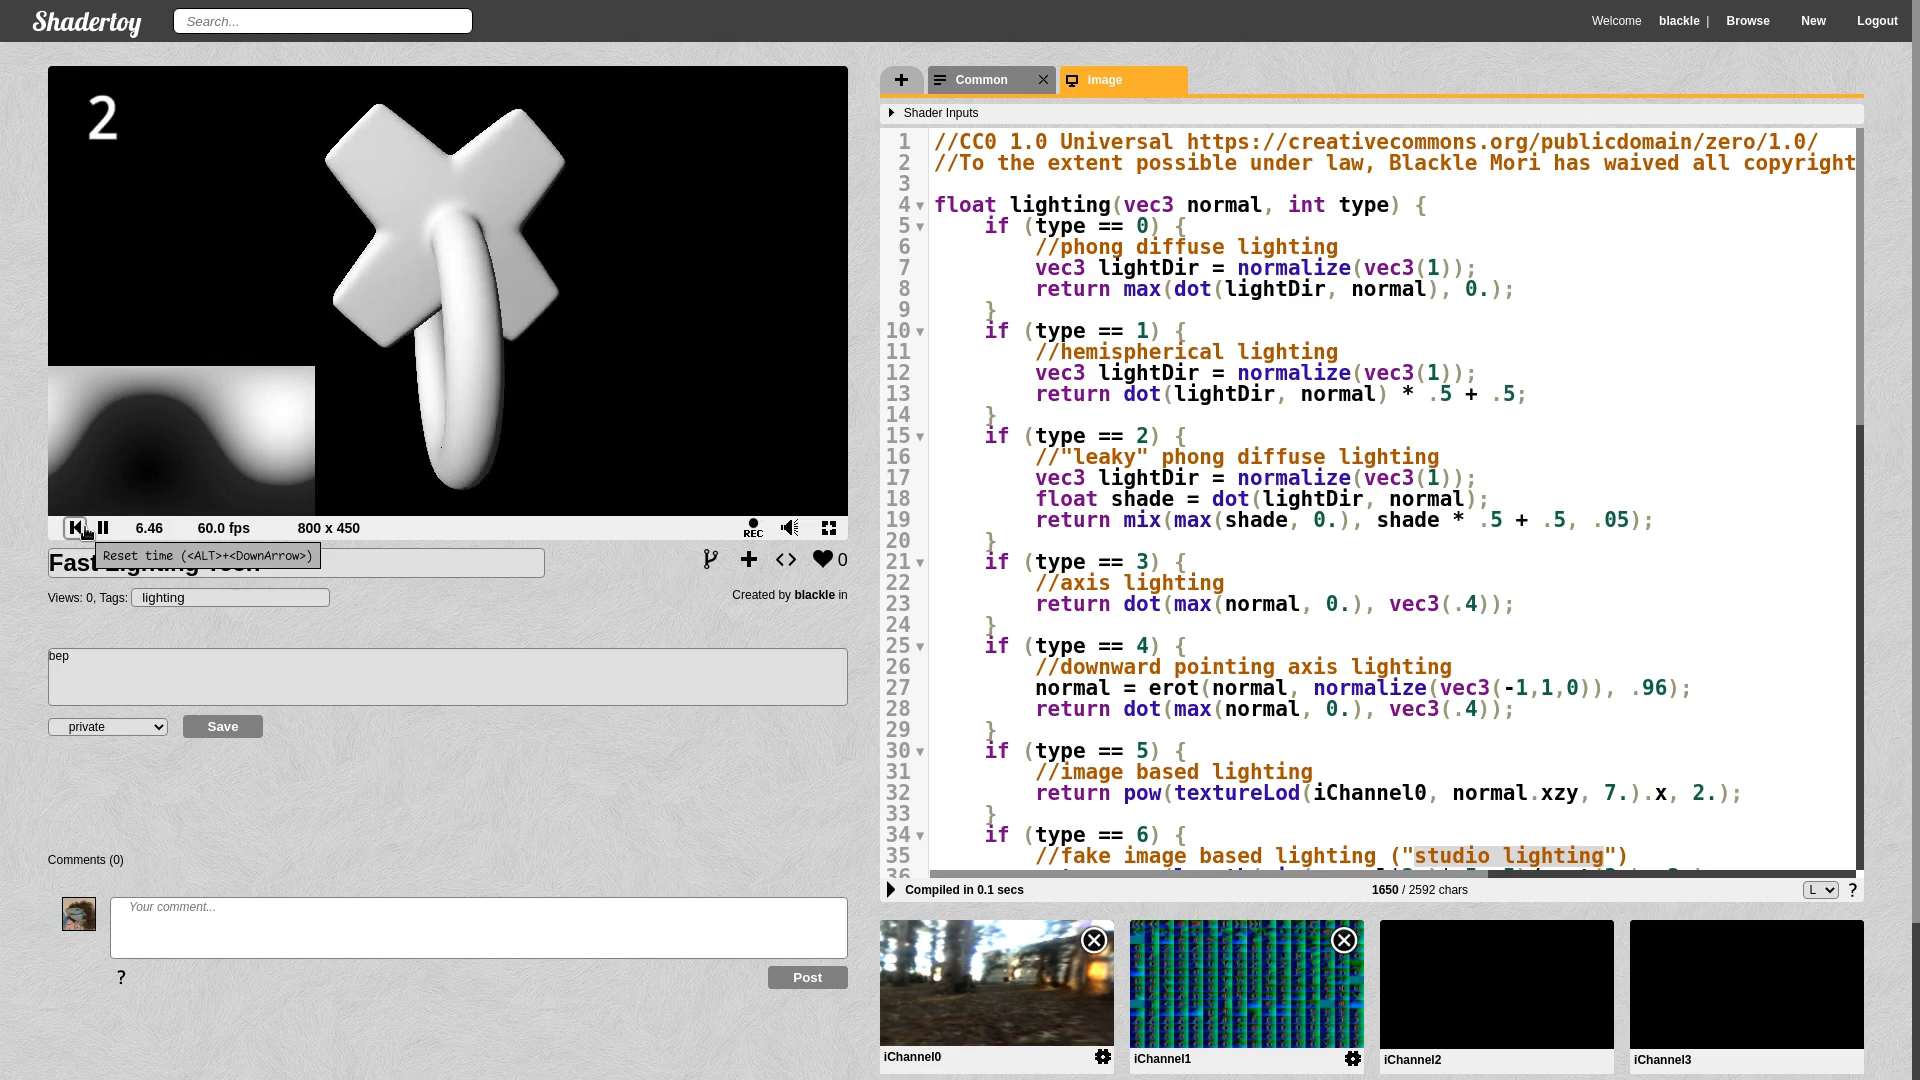 Shadertoy
Search...
Welcome blackle | Browse New Logout
2
6.46 60.0 fps 800 x 450
REC
Reset time (<ALT>+<DownArrow>)
Fast Lighting
0
Views: 0, Tags: lighting
Created by blackle in
bep
private
Save
Comments (0)
Your comment...
?
Post
+ Common Image
Shader Inputs
1 //CC0 1.0 Universal https://creativecommons.org/publicdomain/zero/1.0/
2 //To the extent possible under law, Blackle Mori has waived all copyright
3
4 float lighting(vec3 normal, int type) {
5 if (type == 0) {
6 //phong diffuse lighting
7 vec3 lightDir = normalize(vec3(1));
8 return max(dot(lightDir, normal), 0.);
9 }
10 if (type == 1) {
11 //hemispherical lighting
12 vec3 lightDir = normalize(vec3(1));
13 return dot(lightDir, normal) * .5 + .5;
14 }
15 if (type == 2) {
16 //"leaky" phong diffuse lighting
17 vec3 lightDir = normalize(vec3(1));
18 float shade = dot(lightDir, normal);
19 return mix(max(shade, 0.), shade * .5 + .5, .05);
20 }
21 if (type == 3) {
22 //axis lighting
23 return dot(max(normal, 0.), vec3(.4));
24 }
25 if (type == 4) {
26 //downward pointing axis lighting
27 normal = erot(normal, normalize(vec3(-1,1,0)), .96);
28 return dot(max(normal, 0.), vec3(.4));
29 }
30 if (type == 5) {
31 //image based lighting
32 return pow(textureLod(iChannel0, normal.xzy, 7.).x, 2.);
33 }
34 if (type == 6) {
35 //fake image based lighting ("studio lighting")
36
Compiled in 0.1 secs 1650 / 2592 chars L ?
iChannel0 iChannel1 iChannel2 iChannel3